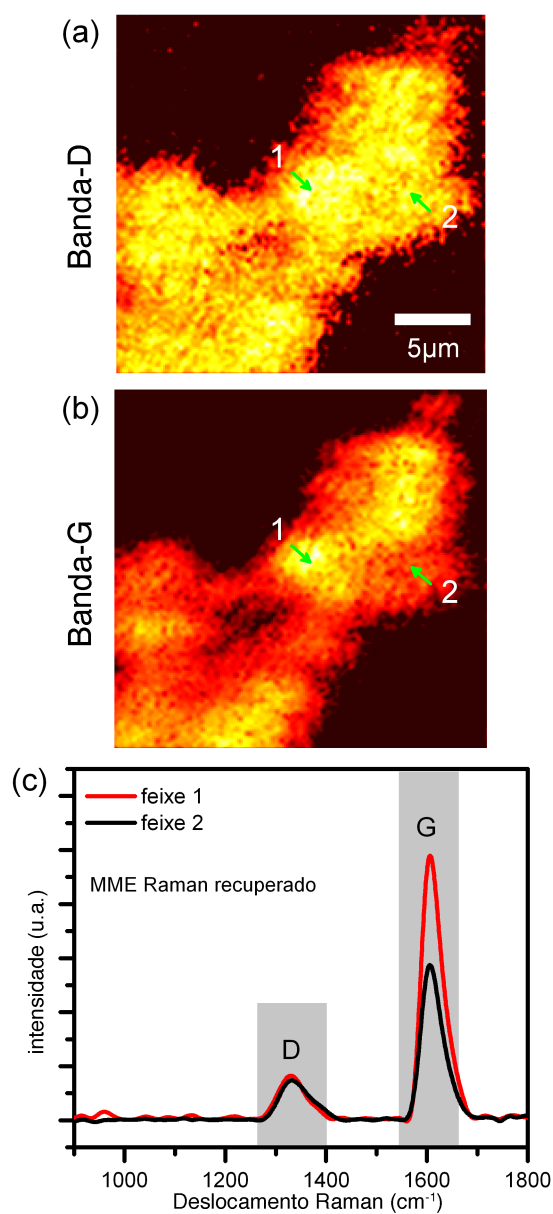 (a)
Banda-D
1
2
5μm
(b)
Banda-G
1
2
(c)
feixe 1
feixe 2
G
MME Raman recuperado
D
intensidade (u.a.)
1000 1200 1400 1600 1800
Deslocamento Raman (cm⁻¹)